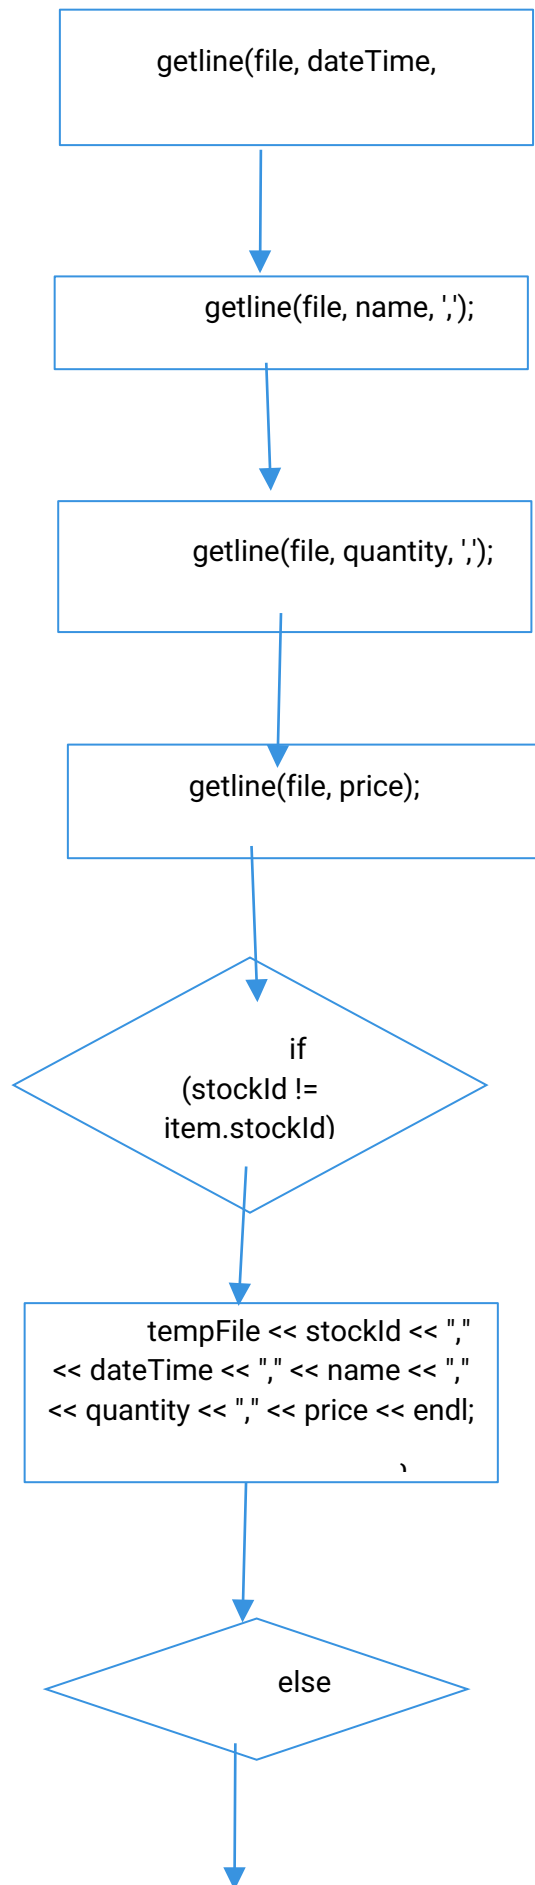 getline(file, dateTime,
getline(file, name, ',');
getline(file, quantity, ',');
getline(file, price);
if
(stockId !=
item.stockId)
tempFile << stockId << ","
<< dateTime << "," << name << ","
<< quantity << "," << price << endl;
else